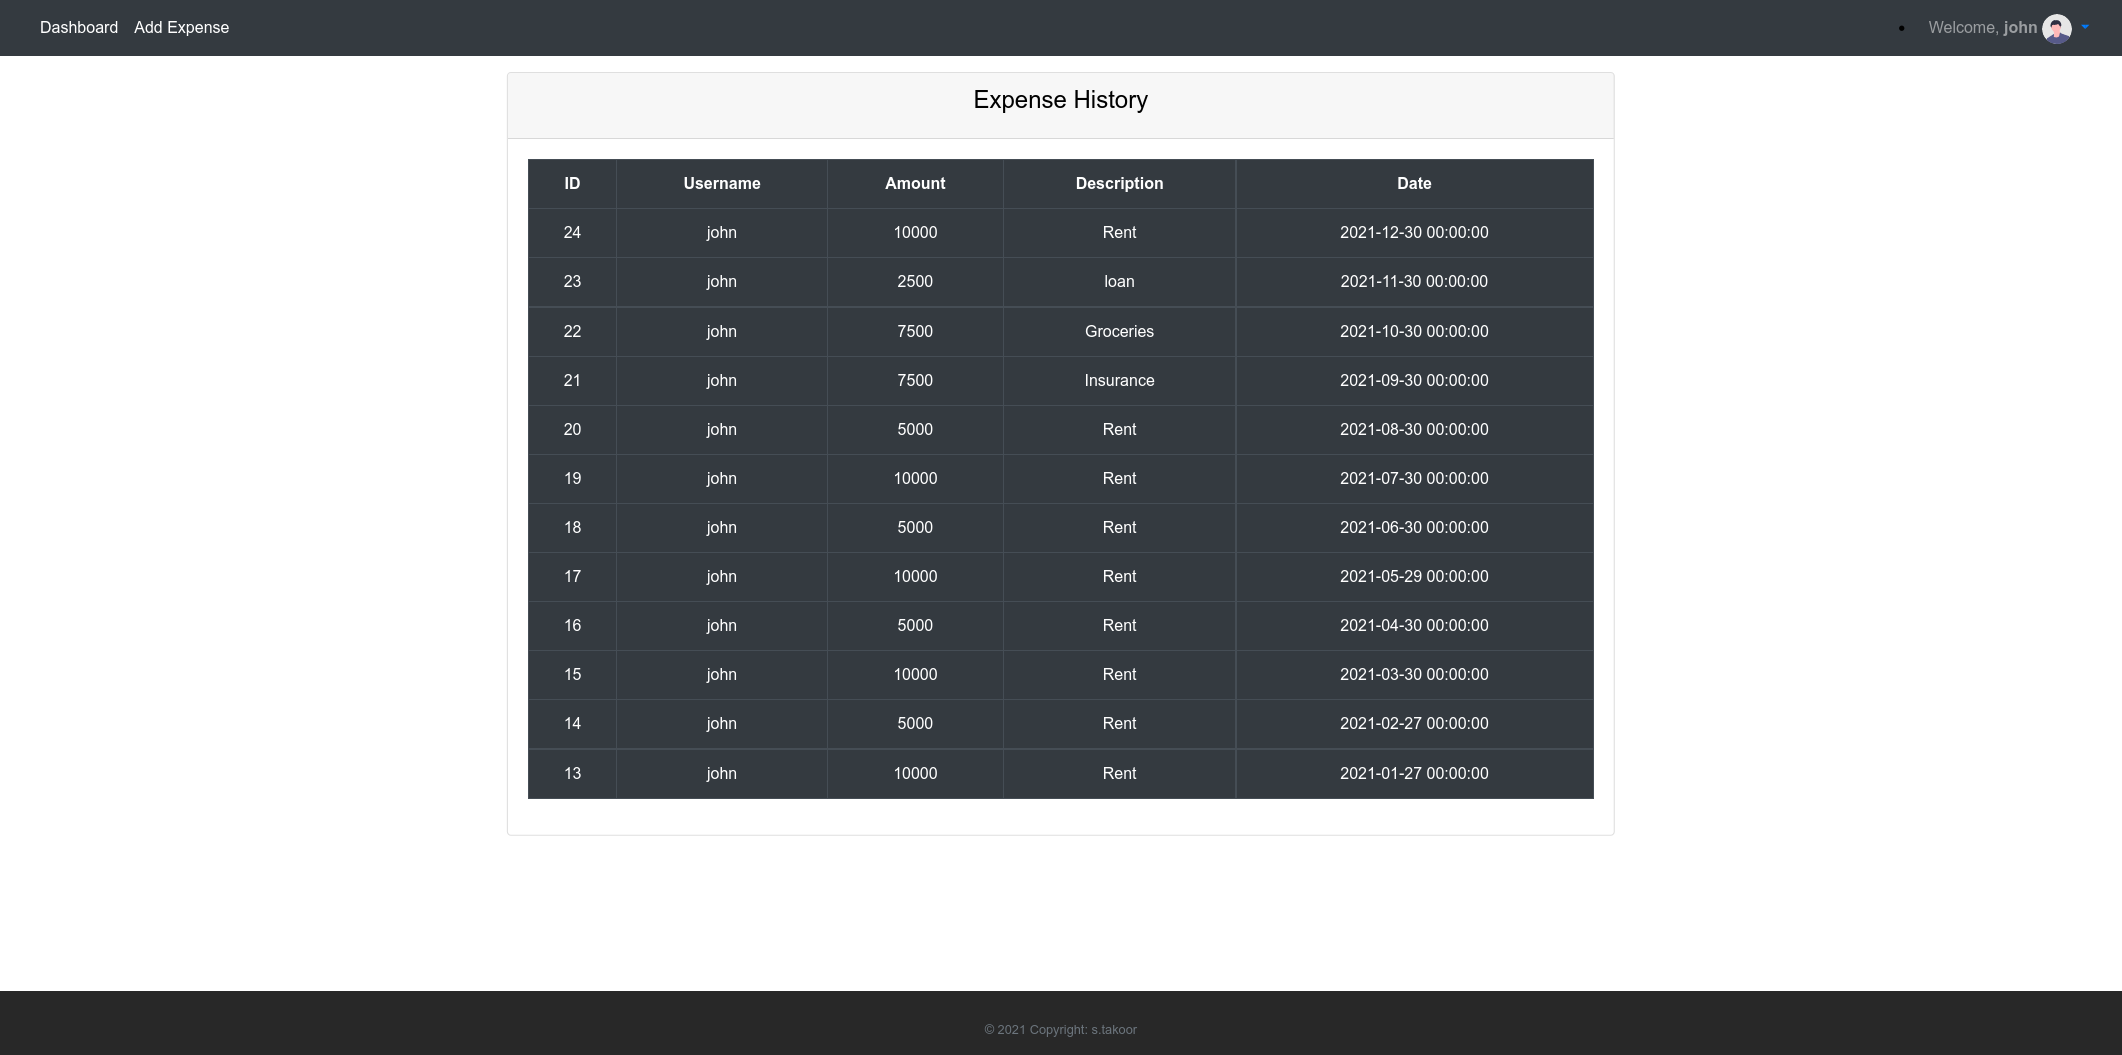 Dashboard Add Expense Welcome, john
Expense History
ID Username Amount Description Date
24 john 10000 Rent 2021-12-30 00:00:00
23 john 2500 loan 2021-11-30 00:00:00
22 john 7500 Groceries 2021-10-30 00:00:00
21 john 7500 Insurance 2021-09-30 00:00:00
20 john 5000 Rent 2021-08-30 00:00:00
19 john 10000 Rent 2021-07-30 00:00:00
18 john 5000 Rent 2021-06-30 00:00:00
17 john 10000 Rent 2021-05-29 00:00:00
16 john 5000 Rent 2021-04-30 00:00:00
15 john 10000 Rent 2021-03-30 00:00:00
14 john 5000 Rent 2021-02-27 00:00:00
13 john 10000 Rent 2021-01-27 00:00:00
© 2021 Copyright: s.takoor